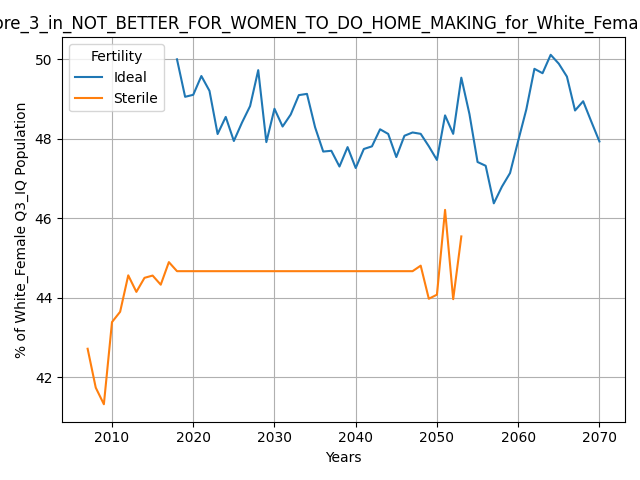 ore_3_in_NOT_BETTER_FOR_WOMEN_TO_DO_HOME_MAKING_for_White_Fema
Fertility
Ideal
Sterile
% of White_Female Q3_IQ Population
50
48
46
44
42
2010 2020 2030 2040 2050 2060 2070
Years